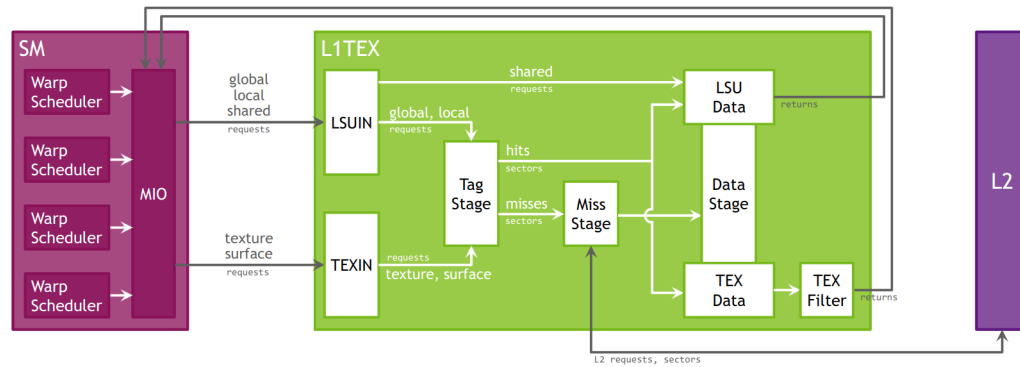 SM
Warp
Scheduler
Warp
Scheduler
Warp
Scheduler
Warp
Scheduler
MIO
global
local
shared
requests
texture
surface
requests
L1TEX
LSUIN
TEXIN
shared
requests
global, local
requests
requests
texture, surface
Tag
Stage
hits
sectors
misses
sectors
Miss
Stage
LSU
Data
Data
Stage
TEX
Data
TEX
Filter
returns
returns
L2 requests, sectors
L2